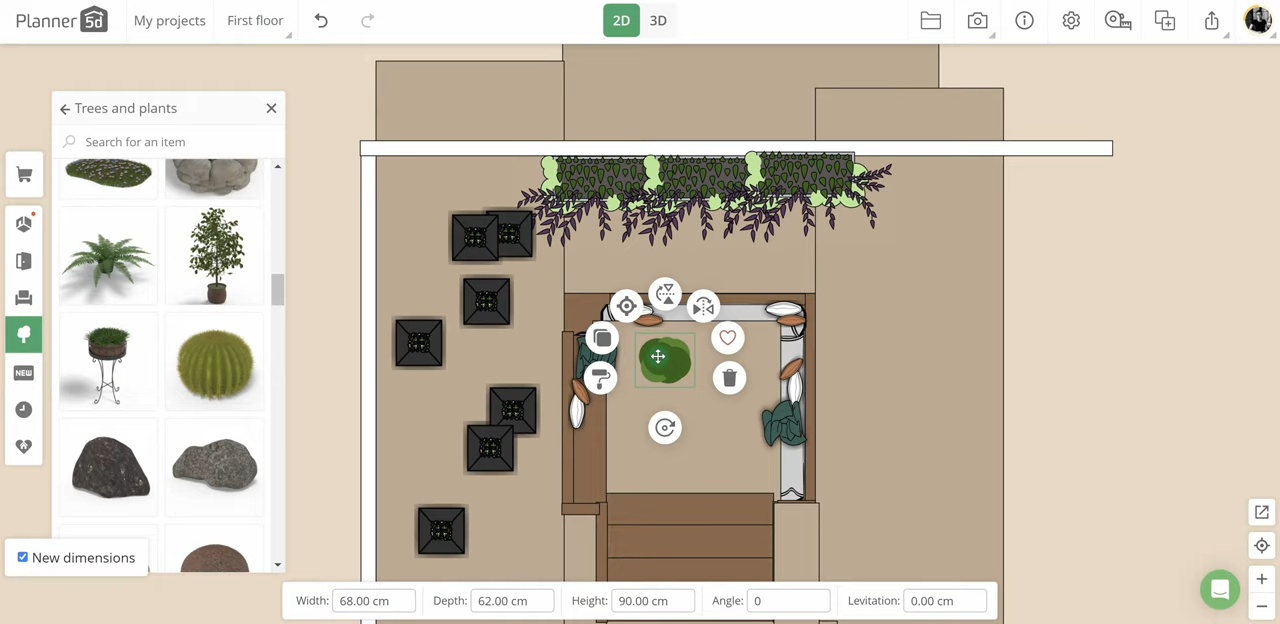 Planner 5d My projects First floor 2D 3D
Trees and plants
Search for an item
NEW
New dimensions
Width: 68.00 cm Depth: 62.00 cm Height: 90.00 cm Angle: 0 Levitation: 0.00 cm